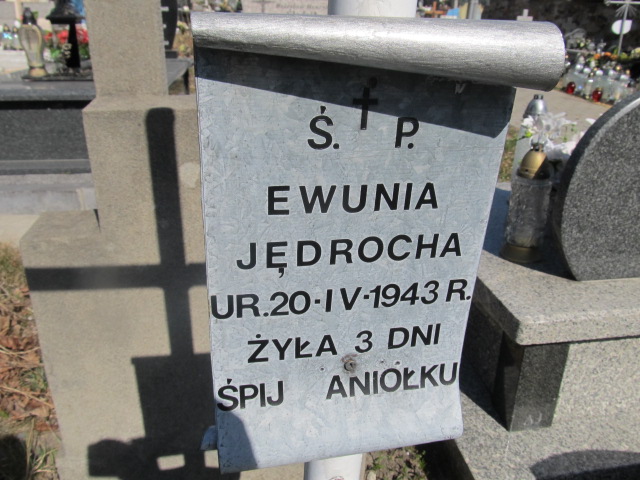 Ś. P.
EWUNIA
JĘDROCHA
UR. 20-IV-1943 R.
ŻYŁA 3 DNI
ŚPIJ ANIOŁKU